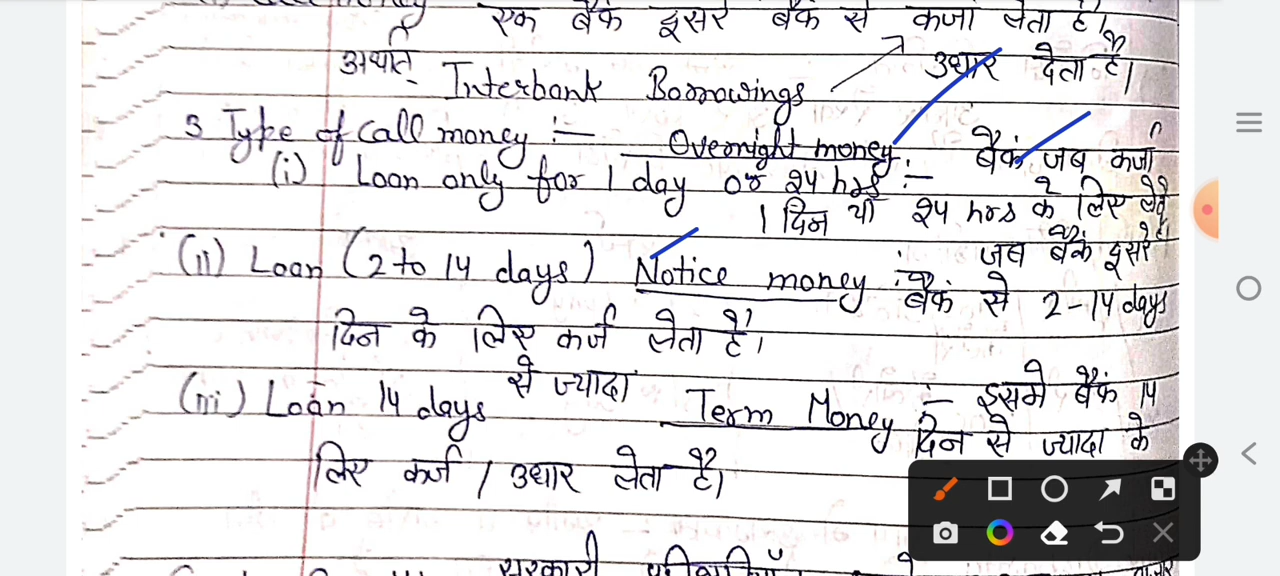 money एक बैंक दूसरे बैंक से कर्जा लेता है।
अर्थात् Interbank Borrowings उधार देता है।
3 Type of call money :— Overnight money :— बैंक जब कर्जा
(i) Loan only for 1 day or 24 hrs 1 दिन या 24 hrs के लिए लेवे
(ii) Loan (2 to 14 days) Notice money :— जब बैंक दूसरे
बैंक से 2-14 days
दिन के लिए कर्ज लेता है।
(iii) Loan 14 days से ज्यादा Term Money :— इसमे बैंक 14
दिन से ज्यादा के
लिए कर्ज / उधार लेता है।
सरकारी